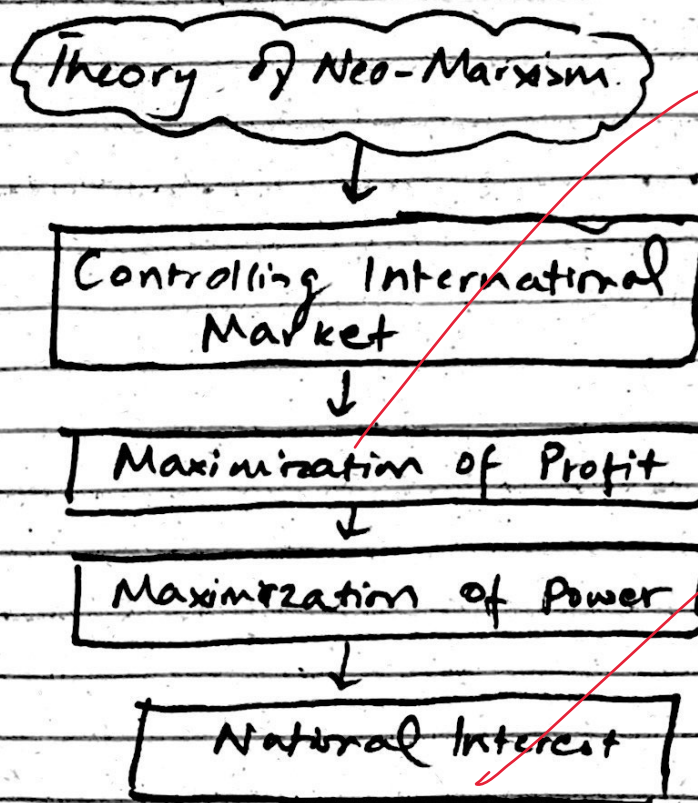 Theory of Neo-Marxism.
Controlling International
Market
Maximization of Profit
Maximization of Power
National Interest